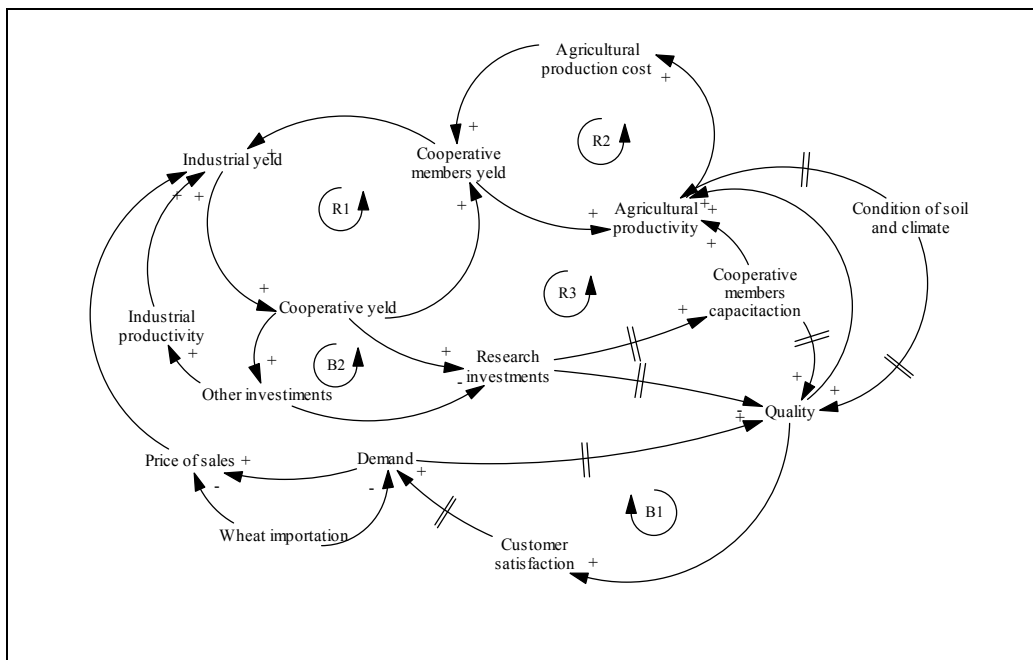 Agricultural
production cost
+
+
R2
Industrial yeld
+
Cooperative
members yeld
+
+
+
R1
+
Agricultural
productivity
+
+
+
Condition of soil
and climate
+
R3
Cooperative
members
capacitaction
Cooperative yeld
+
Industrial
productivity
+
+
B2
+
Research
investments
-
+
Other investiments
+
+
-
+
Quality
Price of sales
+
Demand
+
-
-
B1
Wheat importation
Customer
satisfaction
+